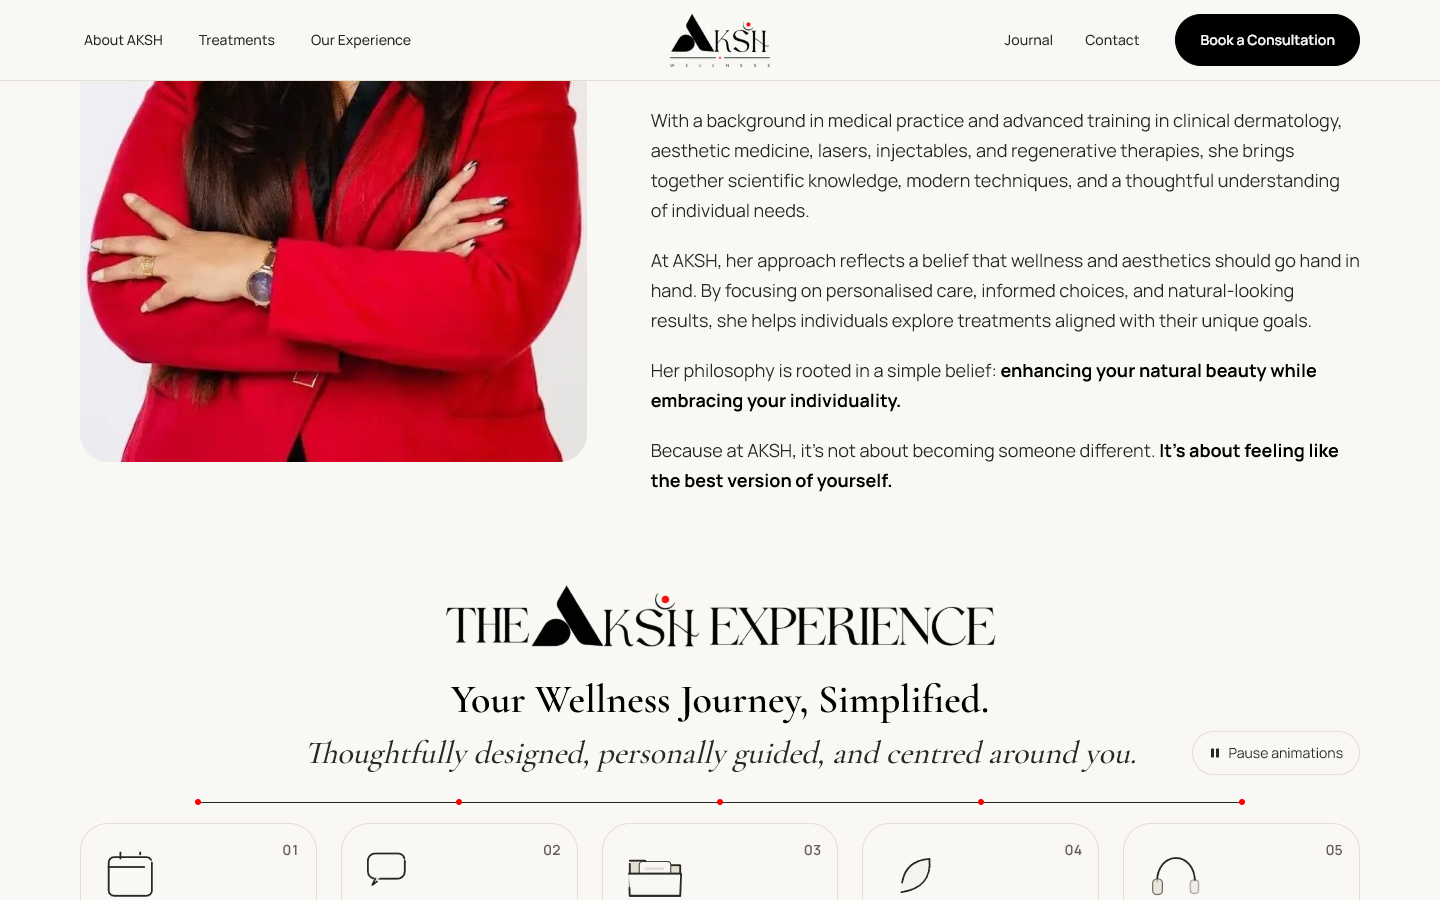 About AKSH
Treatments
Our Experience
AKSH
WELLNESS
Journal
Contact
Book a Consultation
With a background in medical practice and advanced training in clinical dermatology,
aesthetic medicine, lasers, injectables, and regenerative therapies, she brings
together scientific knowledge, modern techniques, and a thoughtful understanding
of individual needs.
At AKSH, her approach reflects a belief that wellness and aesthetics should go hand in
hand. By focusing on personalised care, informed choices, and natural-looking
results, she helps individuals explore treatments aligned with their unique goals.
Her philosophy is rooted in a simple belief: enhancing your natural beauty while
embracing your individuality.
Because at AKSH, it's not about becoming someone different. It's about feeling like
the best version of yourself.
THE AKSH EXPERIENCE
Your Wellness Journey, Simplified.
Thoughtfully designed, personally guided, and centred around you.
Pause animations
01
02
03
04
05